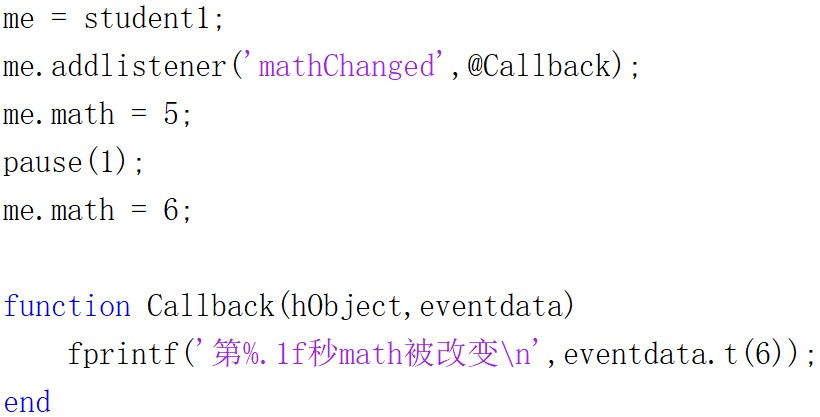 me = student1;
me.addlistener('mathChanged',@Callback);
me.math = 5;
pause(1);
me.math = 6;
function Callback(hObject,eventdata)
fprintf('第%.1f秒math被改变\n',eventdata.t(6));
end